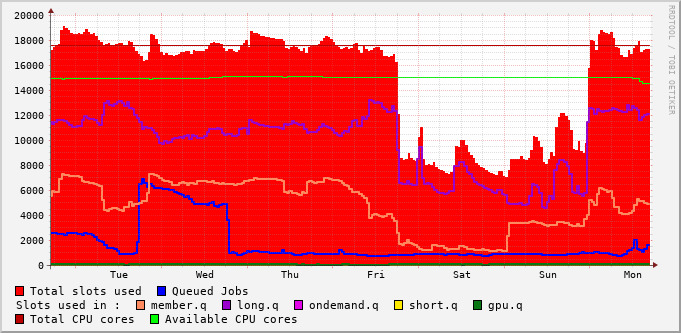 20000
18000
16000
14000
12000
10000
8000
6000
4000
2000
0
Tue Wed Thu Fri Sat Sun Mon
Total slots used Queued Jobs
Slots used in : member.q long.q ondemand.q short.q gpu.q
Total CPU cores Available CPU cores
RRDTOOL / TOBI OETIKER